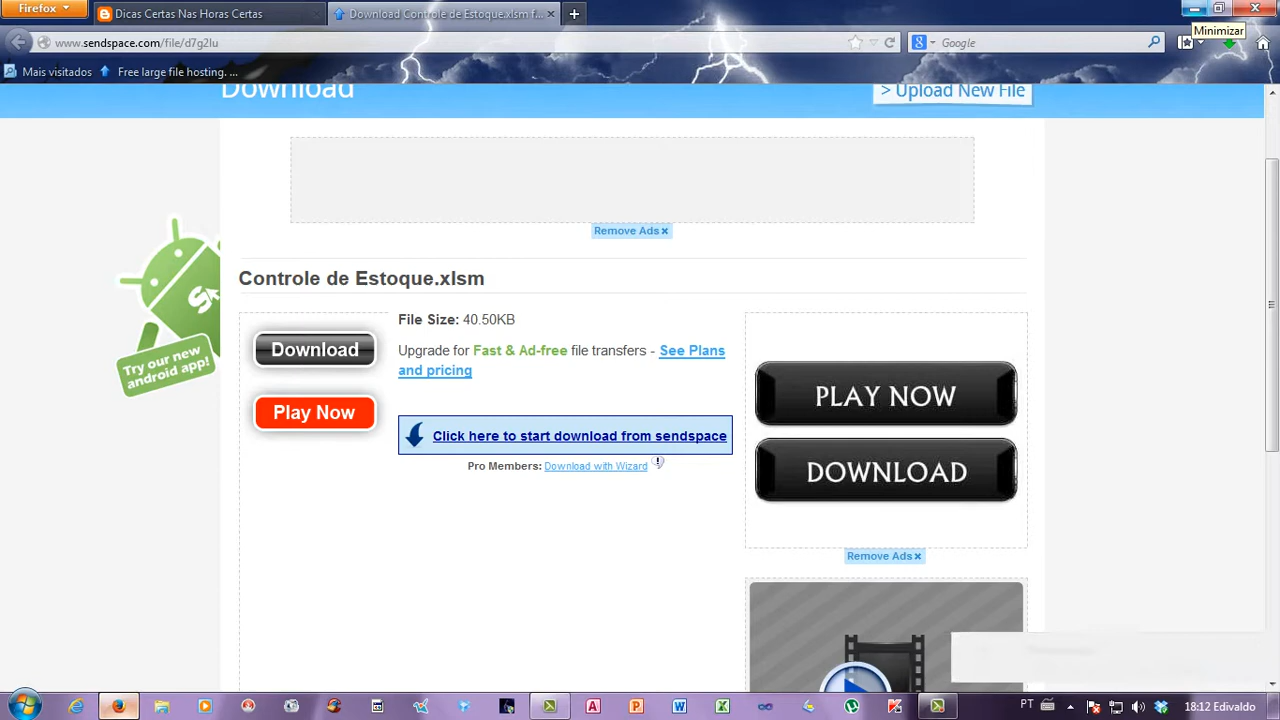 Firefox
Dicas Certas Nas Horas Certas
Download Controle de Estoque.xlsm f...
Minimizar
www.sendspace.com/file/d7g2lu
Google
Mais visitados
Free large file hosting. ...
Download
> Upload New File
Remove Ads
Controle de Estoque.xlsm
Download
Play Now
File Size: 40.50KB
Upgrade for Fast & Ad-free file transfers - See Plans
and pricing
Click here to start download from sendspace
Pro Members: Download with Wizard
PLAY NOW
DOWNLOAD
Remove Ads
Try our new
android app!
PT
18:12 Edivaldo